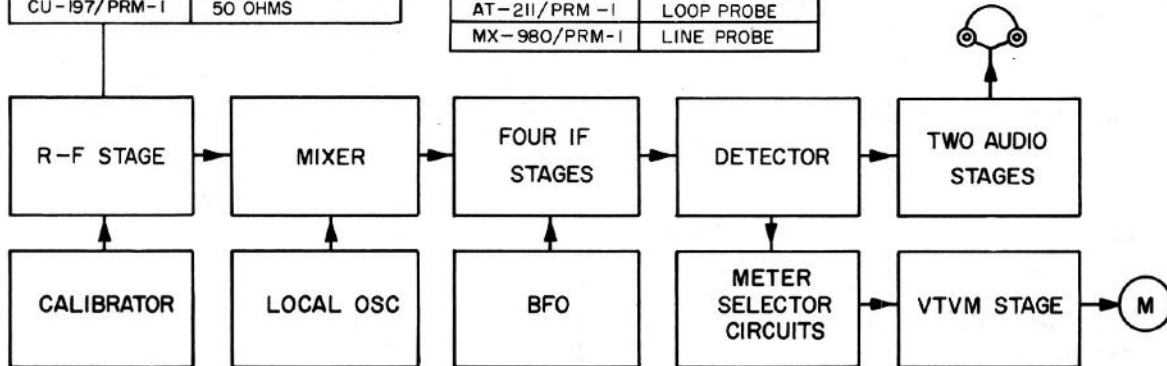 CU-197/PRM-1 50 OHMS
AT-211/PRM-1 LOOP PROBE
MX-980/PRM-1 LINE PROBE
R-F STAGE
MIXER
FOUR IF
STAGES
DETECTOR
TWO AUDIO
STAGES
CALIBRATOR
LOCAL OSC
BFO
METER
SELECTOR
CIRCUITS
VTVM STAGE
M